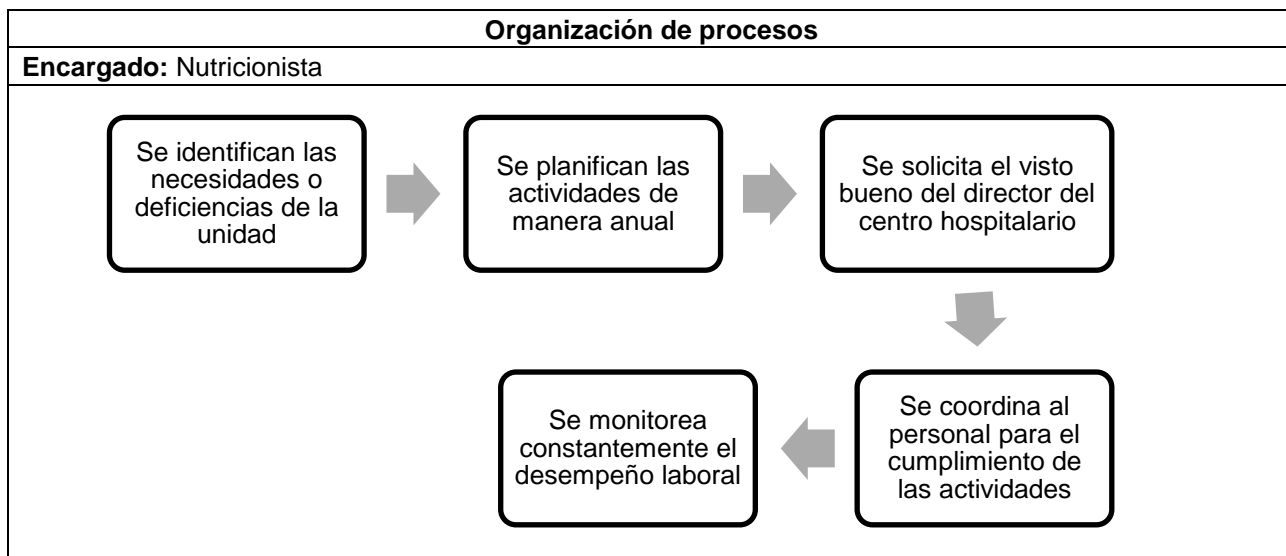 Organización de procesos
Encargado: Nutricionista
Se identifican las
necesidades o
deficiencias de la
unidad
Se planifican las
actividades de
manera anual
Se solicita el visto
bueno del director del
centro hospitalario
Se coordina al
personal para el
cumplimiento de
las actividades
Se monitorea
constantemente el
desempeño laboral